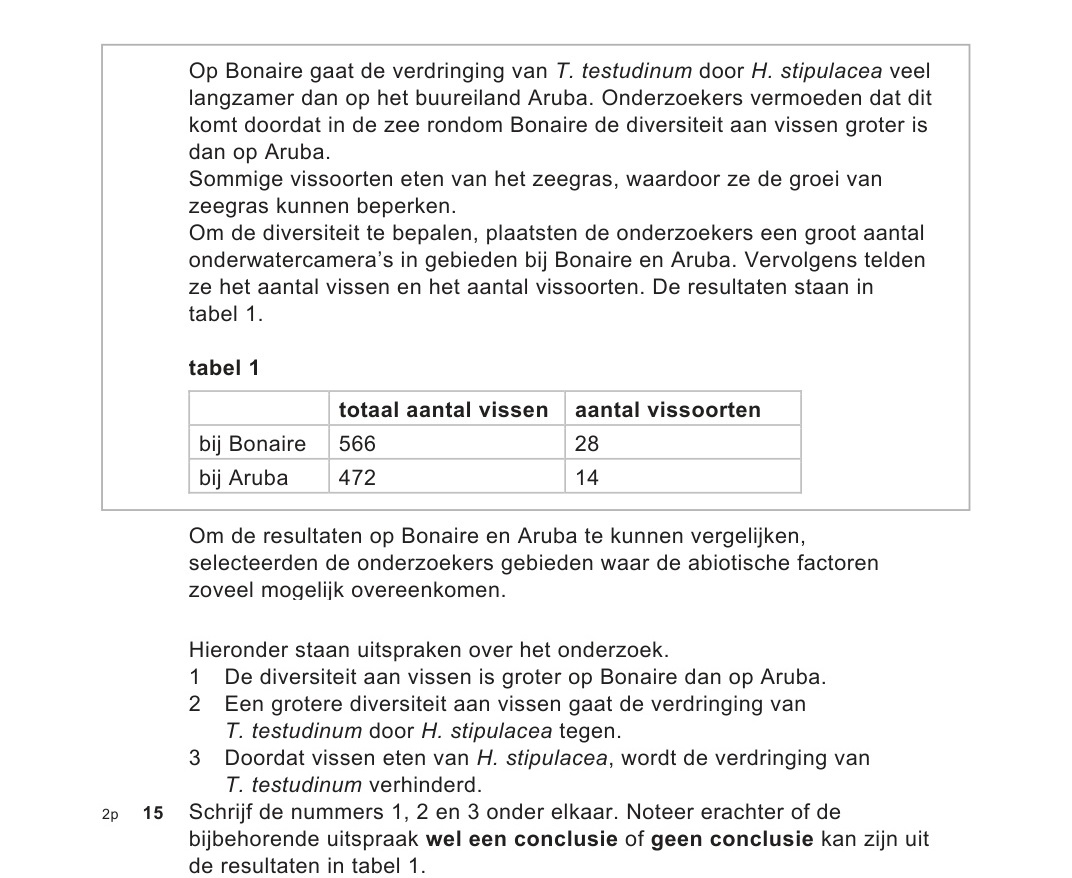 Op Bonaire gaat de verdringing van T. testudinum door H. stipulacea veel
langzamer dan op het buureiland Aruba. Onderzoekers vermoeden dat dit
komt doordat in de zee rondom Bonaire de diversiteit aan vissen groter is
dan op Aruba.
Sommige vissoorten eten van het zeegras, waardoor ze de groei van
zeegras kunnen beperken.
Om de diversiteit te bepalen, plaatsten de onderzoekers een groot aantal
onderwatercamera's in gebieden bij Bonaire en Aruba. Vervolgens telden
ze het aantal vissen en het aantal vissoorten. De resultaten staan in
tabel 1.
tabel 1
totaal aantal vissen aantal vissoorten
bij Bonaire 566 28
bij Aruba 472 14
Om de resultaten op Bonaire en Aruba te kunnen vergelijken,
selecteerden de onderzoekers gebieden waar de abiotische factoren
zoveel mogelijk overeenkomen.
Hieronder staan uitspraken over het onderzoek.
1 De diversiteit aan vissen is groter op Bonaire dan op Aruba.
2 Een grotere diversiteit aan vissen gaat de verdringing van
T. testudinum door H. stipulacea tegen.
3 Doordat vissen eten van H. stipulacea, wordt de verdringing van
T. testudinum verhinderd.
2p 15 Schrijf de nummers 1, 2 en 3 onder elkaar. Noteer erachter of de
bijbehorende uitspraak wel een conclusie of geen conclusie kan zijn uit
de resultaten in tabel 1.